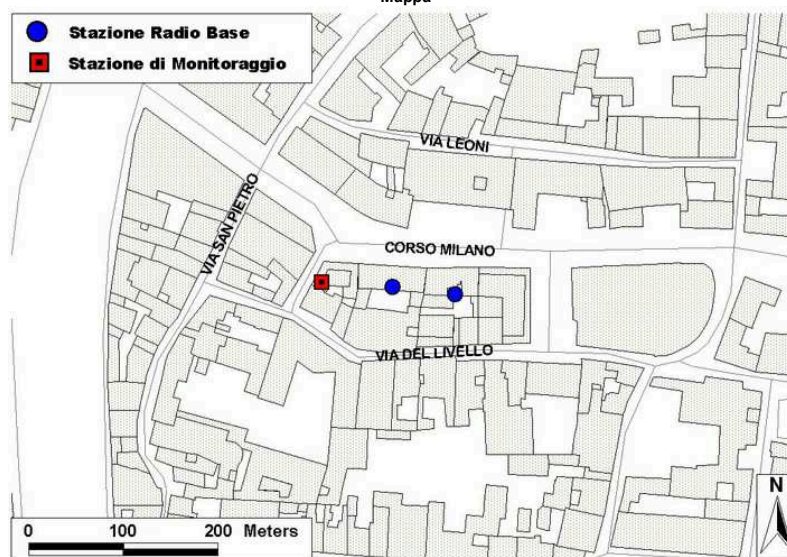 Mappa
Stazione Radio Base
Stazione di Monitoraggio
VIA LEONI
VIA SAN PIETRO
CORSO MILANO
VIA DEL LIVELLO
0 100 200 Meters
N